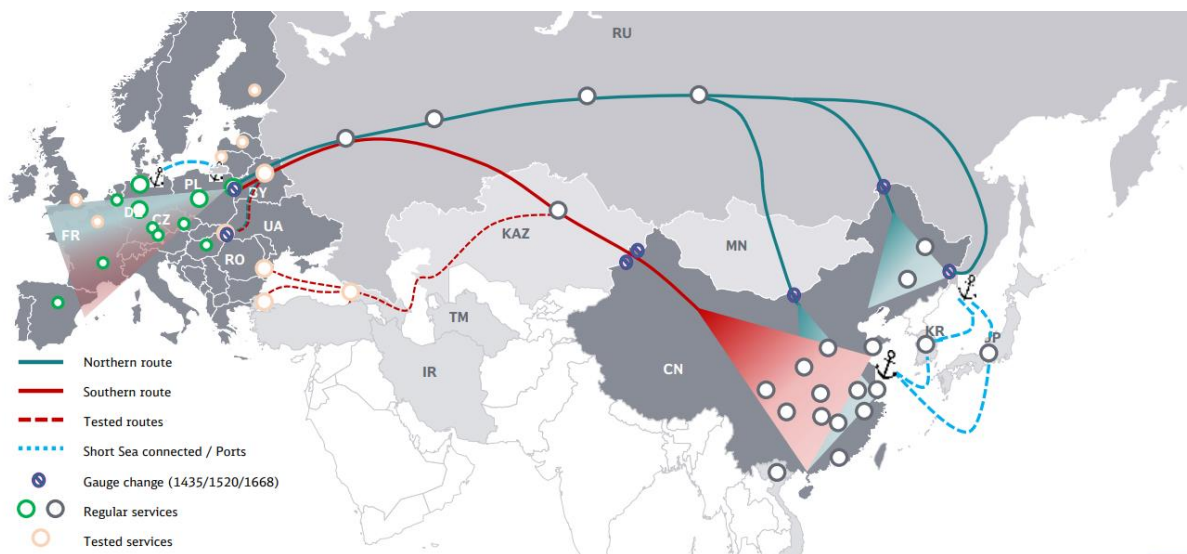 RU
PL
BY
DE
CZ
FR
UA
RO
KAZ
MN
TM
IR
CN
KR
JP
Northern route
Southern route
Tested routes
Short Sea connected / Ports
Gauge change (1435/1520/1668)
Regular services
Tested services